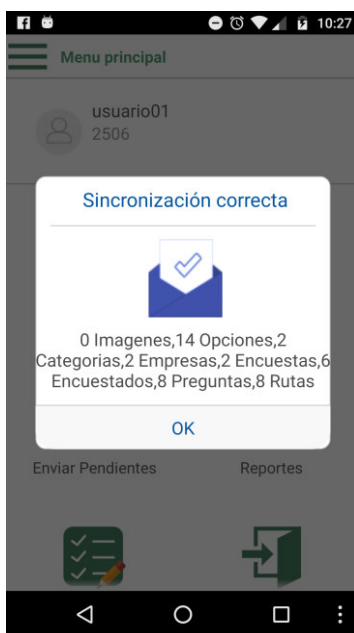 10:27
Menu principal
usuario01
2506
Sincronización correcta
0 Imagenes,14 Opciones,2
Categorias,2 Empresas,2 Encuestas,6
Encuestados,8 Preguntas,8 Rutas
OK
Enviar Pendientes
Reportes